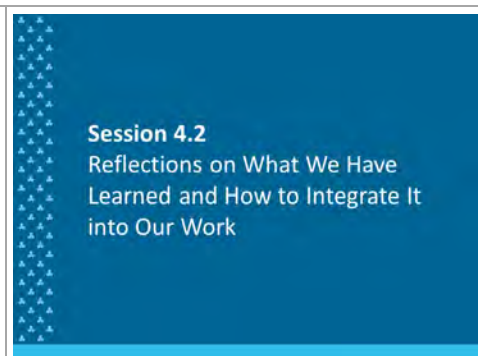 Session 4.2
Reflections on What We Have
Learned and How to Integrate It
into Our Work